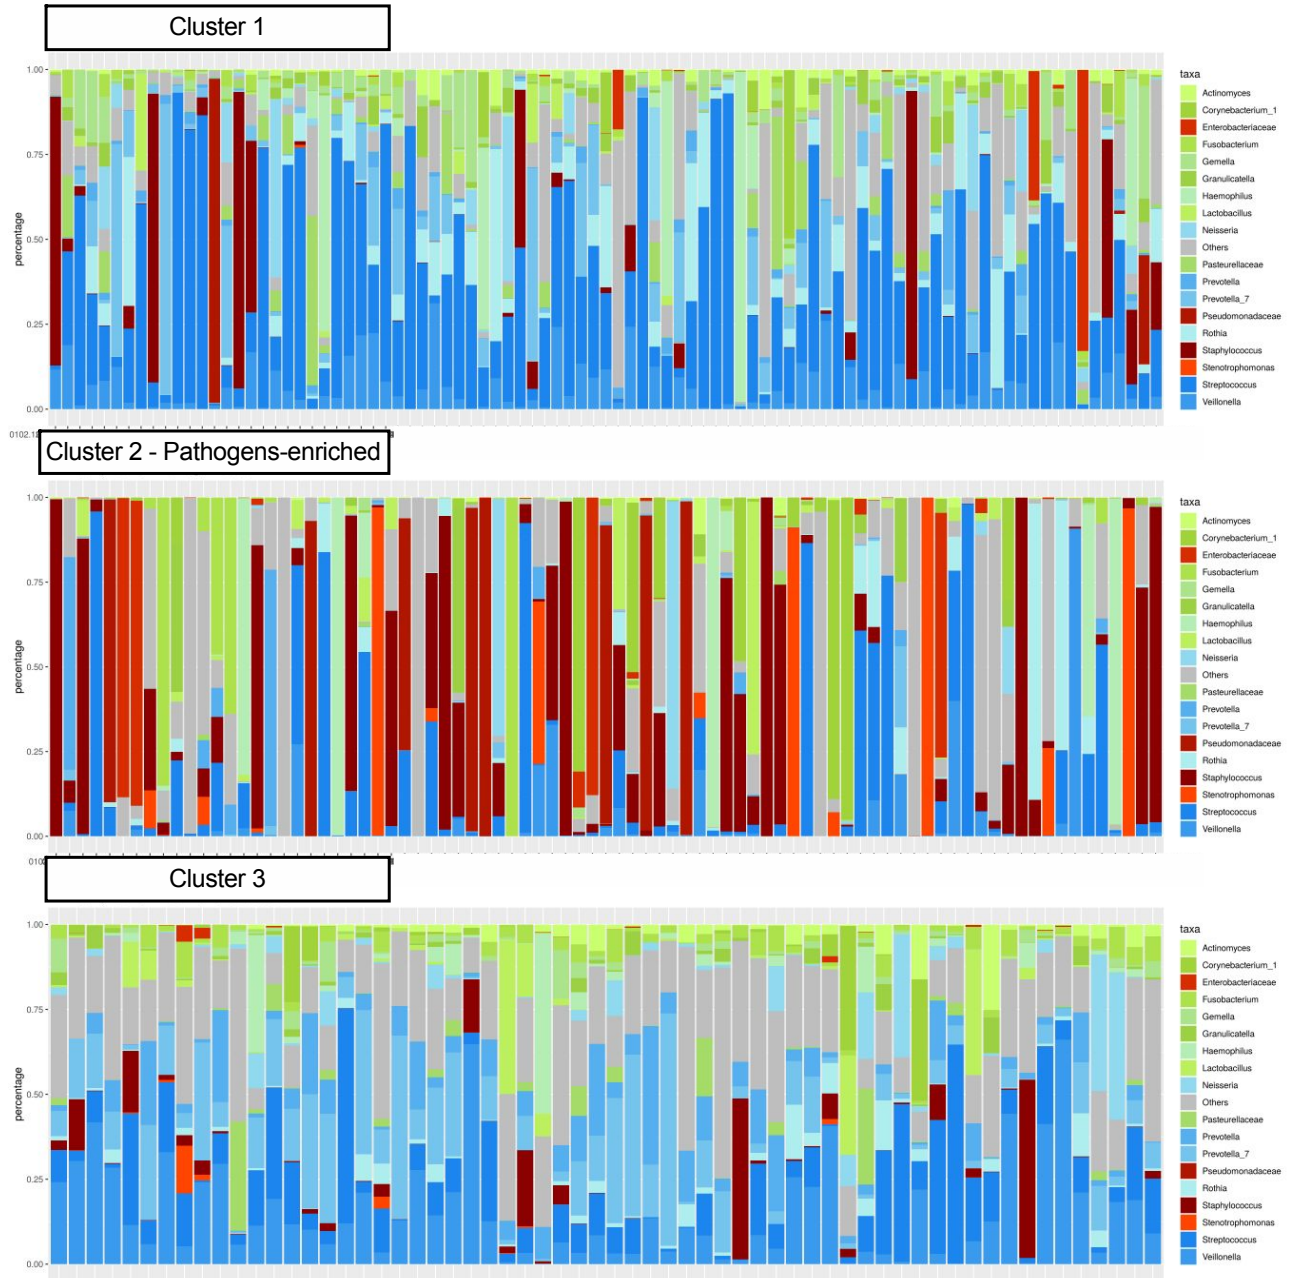 Cluster 1
1.00
0.75
0.50
0.25
0.00
percentage
taxa
Actinomyces
Corynebacterium_1
Enterobacteriaceae
Fusobacterium
Gemella
Granulicatella
Haemophilus
Lactobacillus
Neisseria
Others
Pasteurellaceae
Prevotella
Prevotella_7
Pseudomonadaceae
Rothia
Staphylococcus
Stenotrophomonas
Streptococcus
Veillonella
Cluster 2 - Pathogens-enriched
1.00
0.75
0.50
0.25
0.00
percentage
taxa
Actinomyces
Corynebacterium_1
Enterobacteriaceae
Fusobacterium
Gemella
Granulicatella
Haemophilus
Lactobacillus
Neisseria
Others
Pasteurellaceae
Prevotella
Prevotella_7
Pseudomonadaceae
Rothia
Staphylococcus
Stenotrophomonas
Streptococcus
Veillonella
Cluster 3
1.00
0.75
0.50
0.25
0.00
percentage
taxa
Actinomyces
Corynebacterium_1
Enterobacteriaceae
Fusobacterium
Gemella
Granulicatella
Haemophilus
Lactobacillus
Neisseria
Others
Pasteurellaceae
Prevotella
Prevotella_7
Pseudomonadaceae
Rothia
Staphylococcus
Stenotrophomonas
Streptococcus
Veillonella